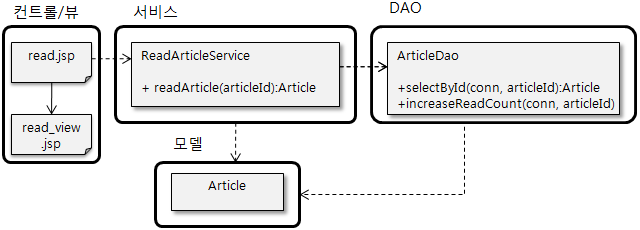 컨트롤/뷰
read.jsp
read_view
.jsp
서비스
ReadArticleService
+ readArticle(articleId):Article
DAO
ArticleDao
+selectById(conn, articleId):Article
+increaseReadCount(conn, articleId)
모델
Article